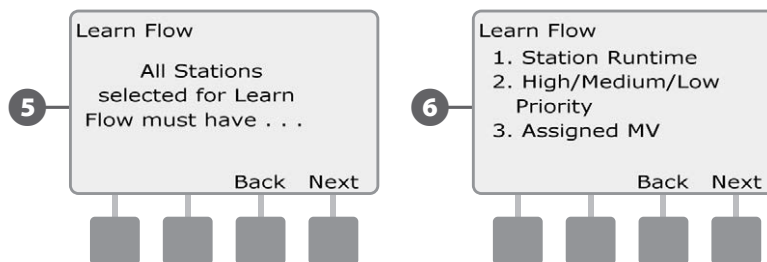 5
Learn Flow
All Stations
selected for Learn
Flow must have . . .
Back Next
6
Learn Flow
1. Station Runtime
2. High/Medium/Low
Priority
3. Assigned MV
Back Next